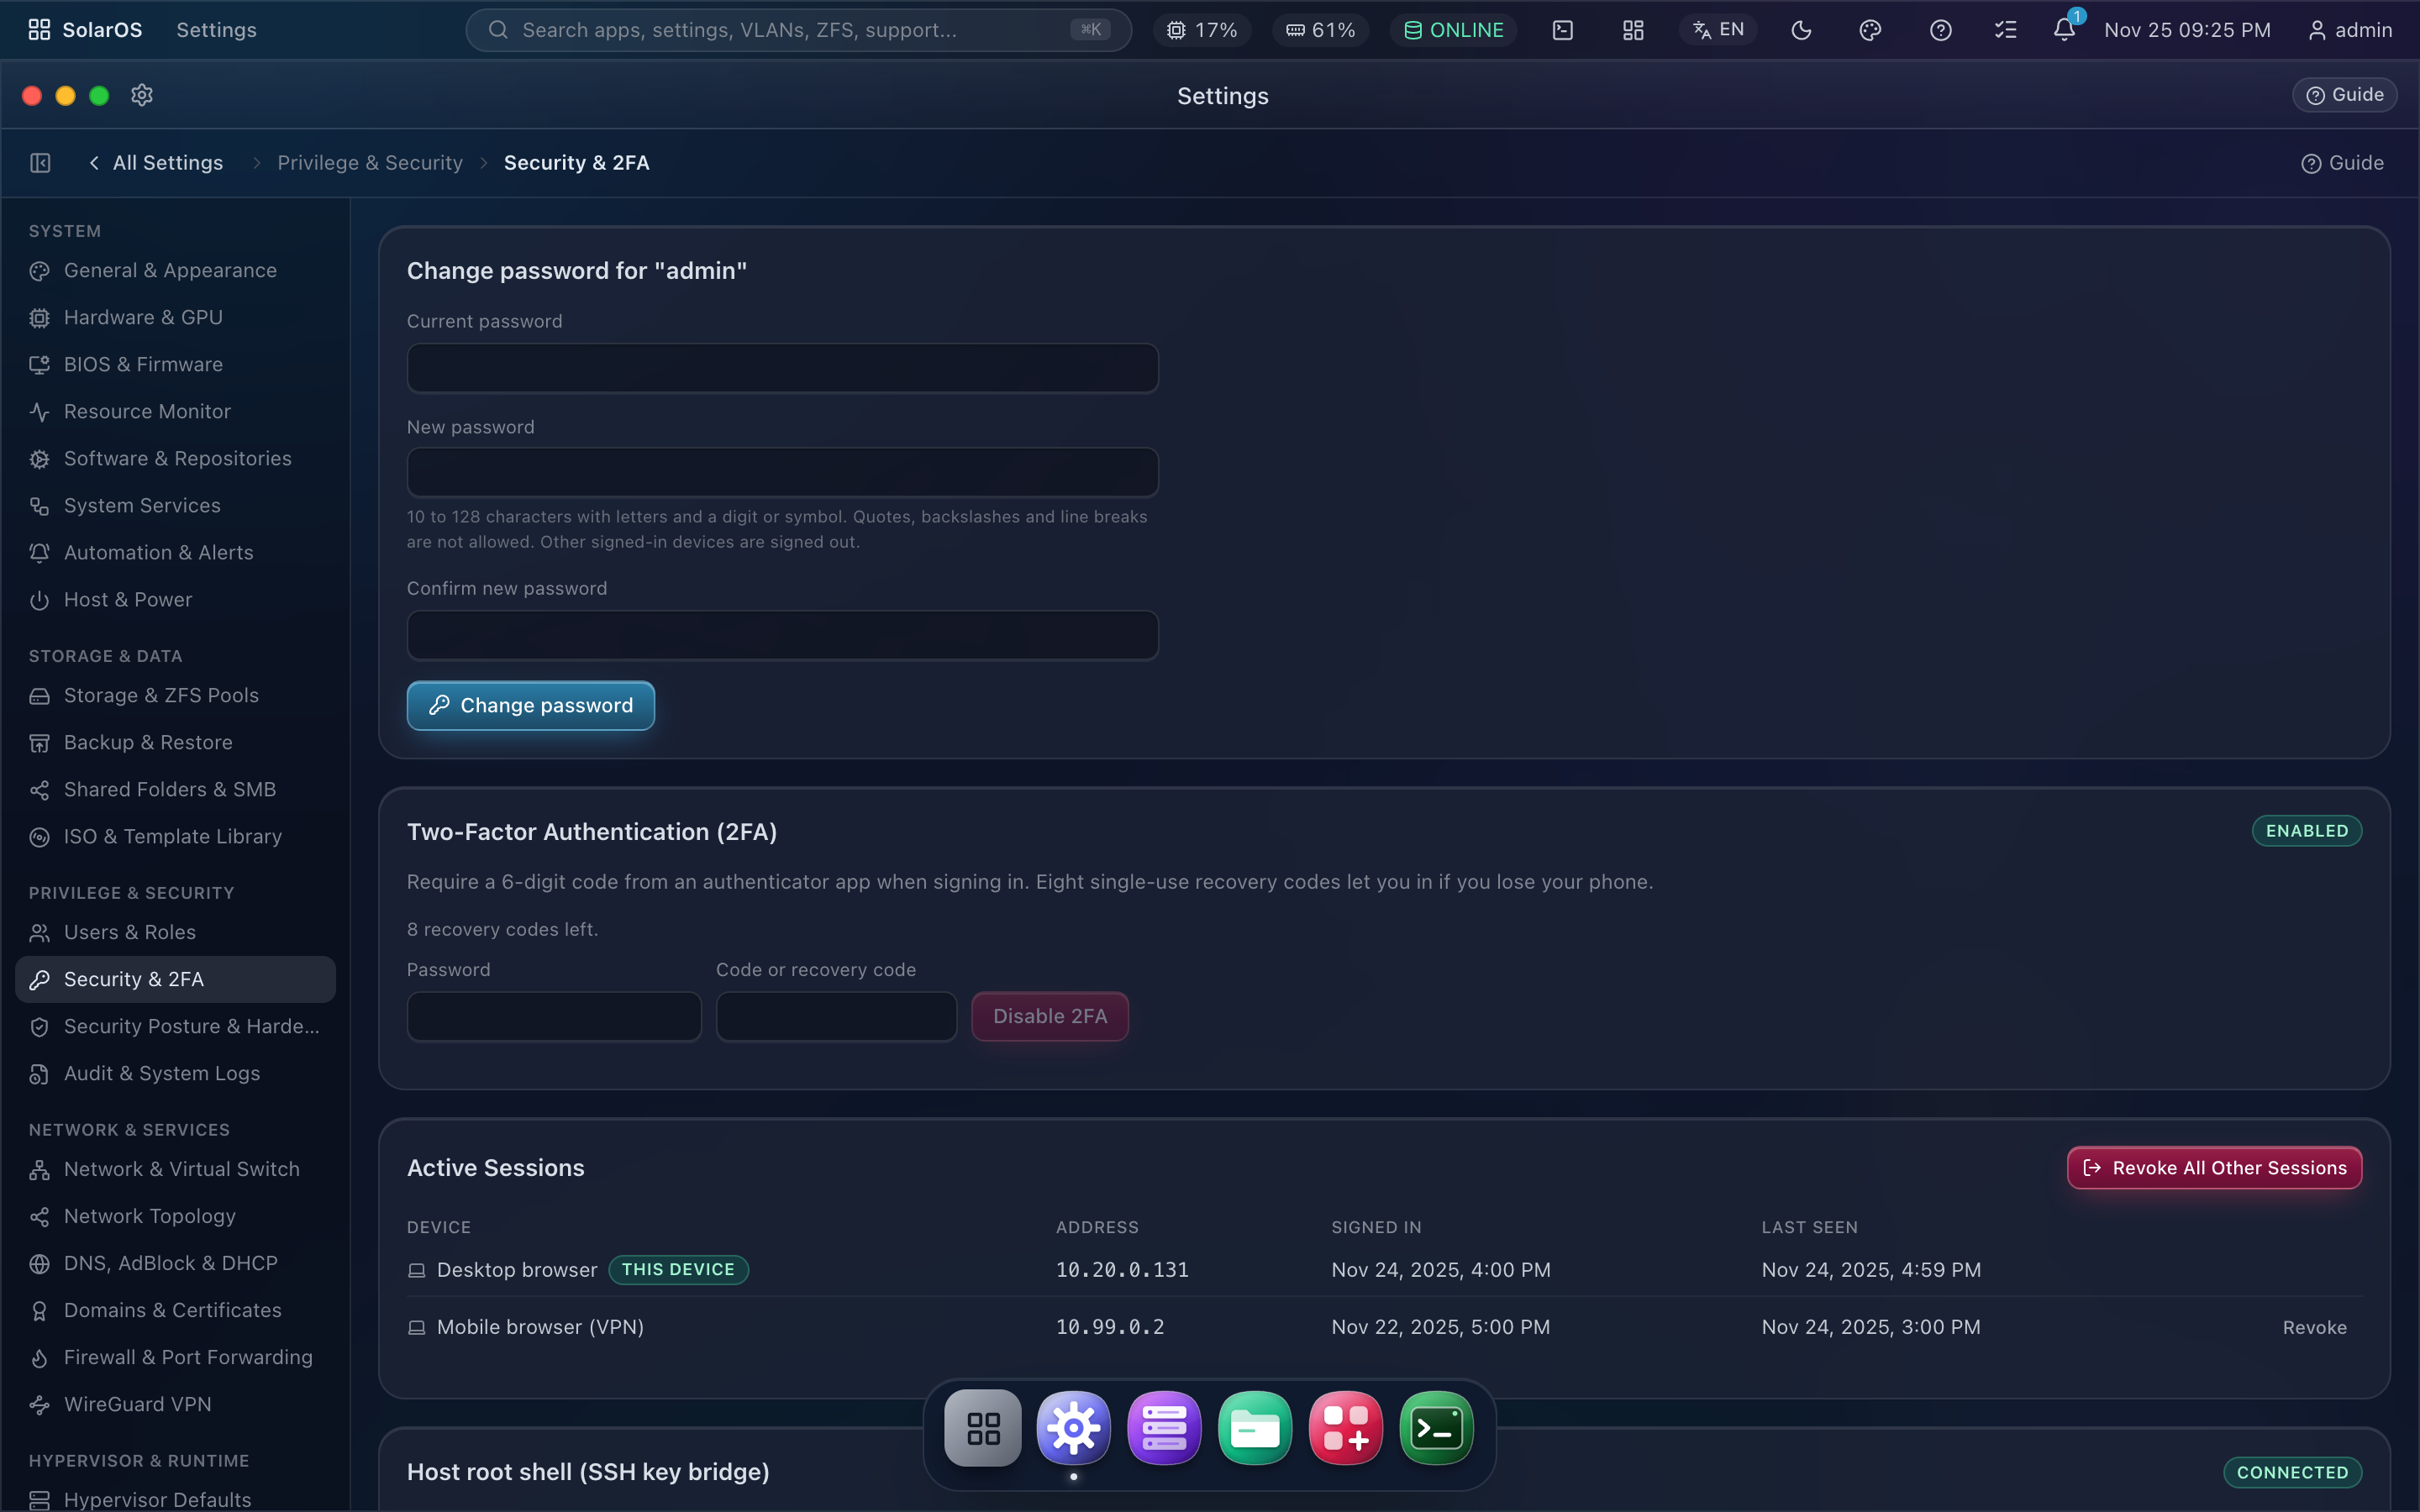 SolarOS Settings Search apps, settings, VLANs, ZFS, support... ⌘K 17% 61% ONLINE EN 1 Nov 25 09:25 PM admin
Settings Guide
All Settings Privilege & Security Security & 2FA Guide
SYSTEM
General & Appearance
Hardware & GPU
BIOS & Firmware
Resource Monitor
Software & Repositories
System Services
Automation & Alerts
Host & Power
STORAGE & DATA
Storage & ZFS Pools
Backup & Restore
Shared Folders & SMB
ISO & Template Library
PRIVILEGE & SECURITY
Users & Roles
Security & 2FA
Security Posture & Harde...
Audit & System Logs
NETWORK & SERVICES
Network & Virtual Switch
Network Topology
DNS, AdBlock & DHCP
Domains & Certificates
Firewall & Port Forwarding
WireGuard VPN
HYPERVISOR & RUNTIME
Hypervisor Defaults
Change password for "admin"
Current password
New password
10 to 128 characters with letters and a digit or symbol. Quotes, backslashes and line breaks
are not allowed. Other signed-in devices are signed out.
Confirm new password
Change password
Two-Factor Authentication (2FA) ENABLED
Require a 6-digit code from an authenticator app when signing in. Eight single-use recovery codes let you in if you lose your phone.
8 recovery codes left.
Password Code or recovery code
Disable 2FA
Active Sessions Revoke All Other Sessions
DEVICE ADDRESS SIGNED IN LAST SEEN
Desktop browser THIS DEVICE 10.20.0.131 Nov 24, 2025, 4:00 PM Nov 24, 2025, 4:59 PM
Mobile browser (VPN) 10.99.0.2 Nov 22, 2025, 5:00 PM Nov 24, 2025, 3:00 PM Revoke
Host root shell (SSH key bridge) CONNECTED